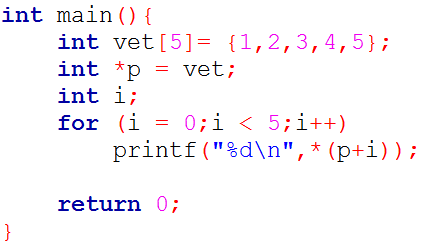 int main(){
    int vet[5]= {1,2,3,4,5};
    int *p = vet;
    int i;
    for (i = 0;i < 5;i++)
        printf("%d\n",*(p+i));

    return 0;
}